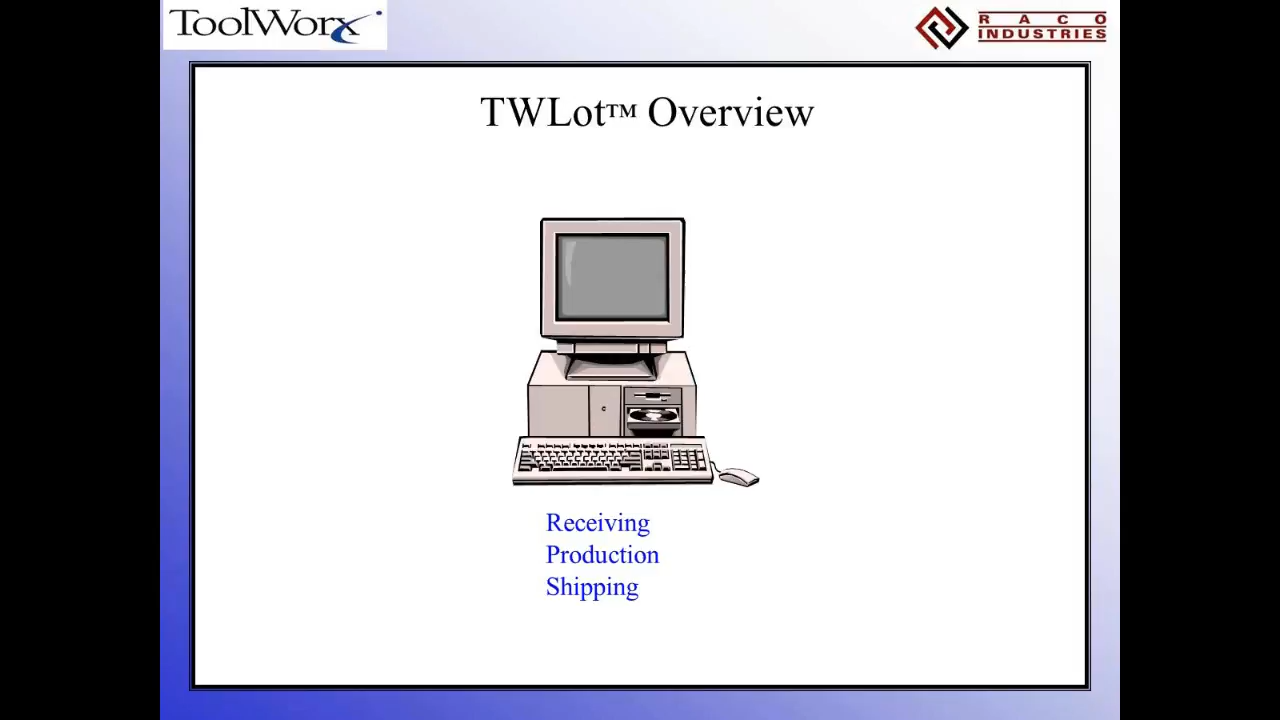 ToolWorx
RACO
INDUSTRIES
TWLot™ Overview
Receiving
Production
Shipping